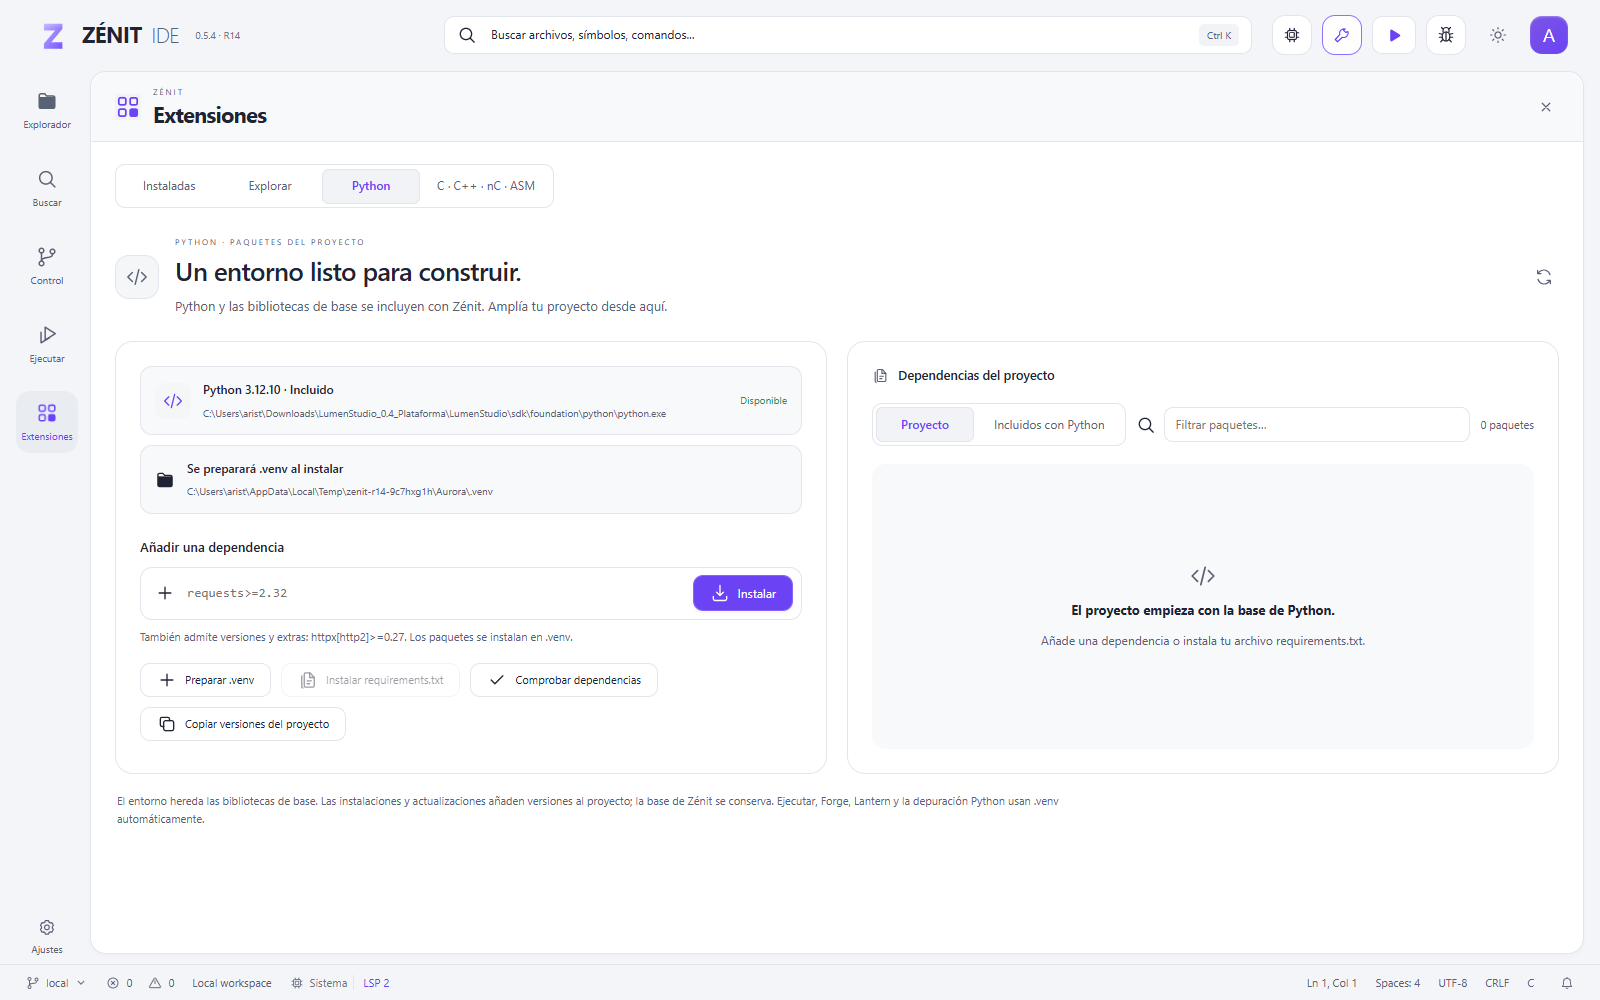 ZÉNIT IDE 0.5.4 · R14
Buscar archivos, símbolos, comandos...
Ctrl K
A
Explorador
Buscar
Control
Ejecutar
Extensiones
Ajustes
ZÉNIT
Extensiones
Instaladas
Explorar
Python
C · C++ · nC · ASM
PYTHON · PAQUETES DEL PROYECTO
Un entorno listo para construir.
Python y las bibliotecas de base se incluyen con Zénit. Amplía tu proyecto desde aquí.
Python 3.12.10 · Incluido
C:\Users\arist\Downloads\LumenStudio_0.4_Plataforma\LumenStudio\sdk\foundation\python\python.exe
Disponible
Se preparará .venv al instalar
C:\Users\arist\AppData\Local\Temp\zenit-r14-9c7hxg1h\Aurora\.venv
Añadir una dependencia
requests>=2.32
Instalar
También admite versiones y extras: httpx[http2]>=0.27. Los paquetes se instalan en .venv.
Preparar .venv
Instalar requirements.txt
Comprobar dependencias
Copiar versiones del proyecto
Dependencias del proyecto
Proyecto
Incluidos con Python
Filtrar paquetes...
0 paquetes
El proyecto empieza con la base de Python.
Añade una dependencia o instala tu archivo requirements.txt.
El entorno hereda las bibliotecas de base. Las instalaciones y actualizaciones añaden versiones al proyecto; la base de Zénit se conserva. Ejecutar, Forge, Lantern y la depuración Python usan .venv
automáticamente.
local
0
0
Local workspace
Sistema
LSP 2
Ln 1, Col 1
Spaces: 4
UTF-8
CRLF
C